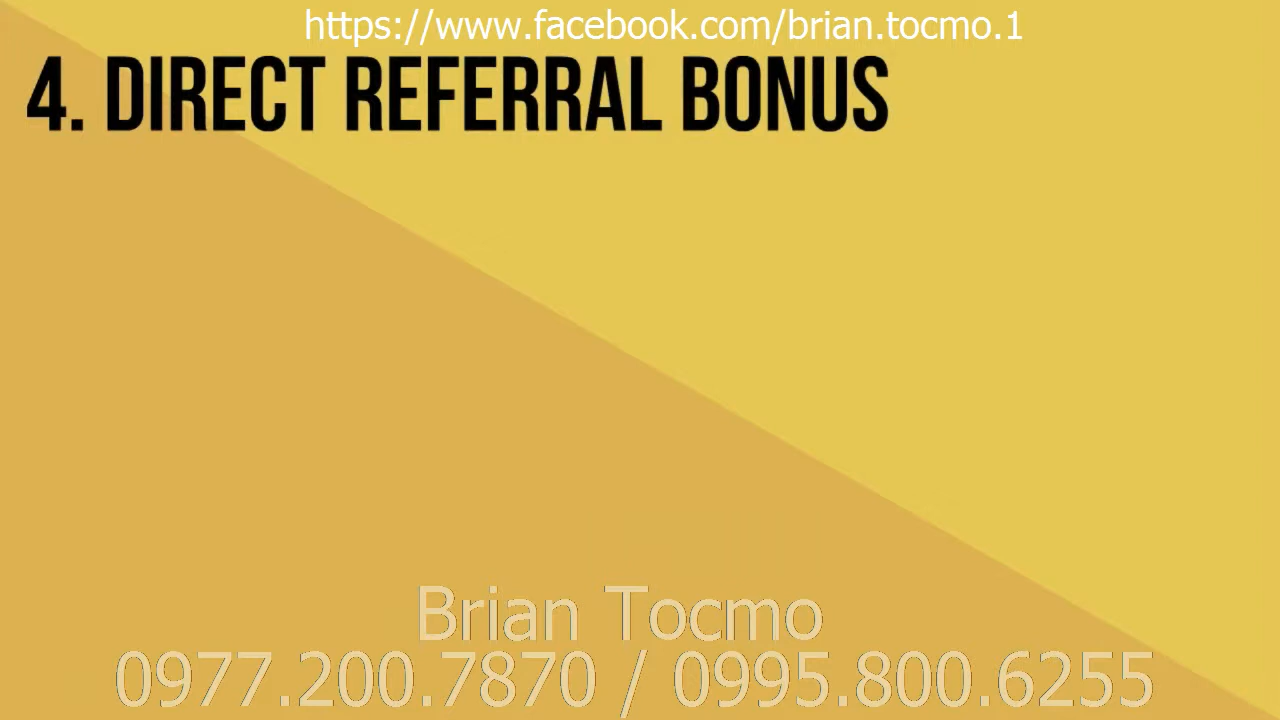 https://www.facebook.com/brian.tocmo.1
4. DIRECT REFERRAL BONUS
Brian Tocmo
0977.200.7870 / 0995.800.6255